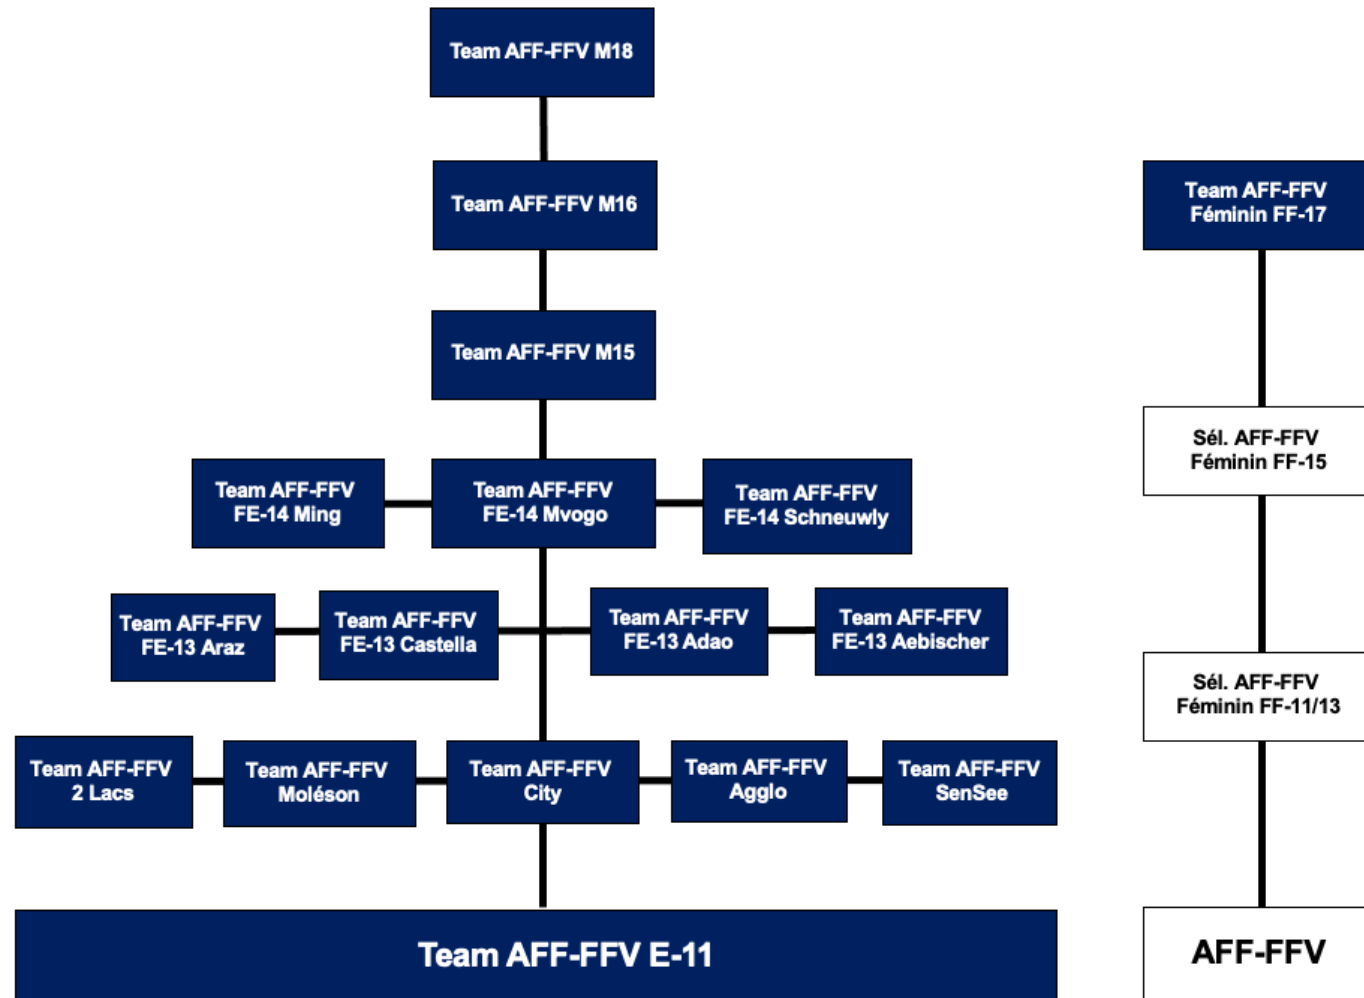 Team AFF-FFV M18
Team AFF-FFV M16
Team AFF-FFV
Féminin FF-17
Team AFF-FFV M15
Sél. AFF-FFV
Féminin FF-15
Team AFF-FFV
FE-14 Ming
Team AFF-FFV
FE-14 Mvogo
Team AFF-FFV
FE-14 Schneuwly
Team AFF-FFV
FE-13 Araz
Team AFF-FFV
FE-13 Castella
Team AFF-FFV
FE-13 Adao
Team AFF-FFV
FE-13 Aebischer
Sél. AFF-FFV
Féminin FF-11/13
Team AFF-FFV
2 Lacs
Team AFF-FFV
Moléson
Team AFF-FFV
City
Team AFF-FFV
Agglo
Team AFF-FFV
SenSee
Team AFF-FFV E-11
AFF-FFV